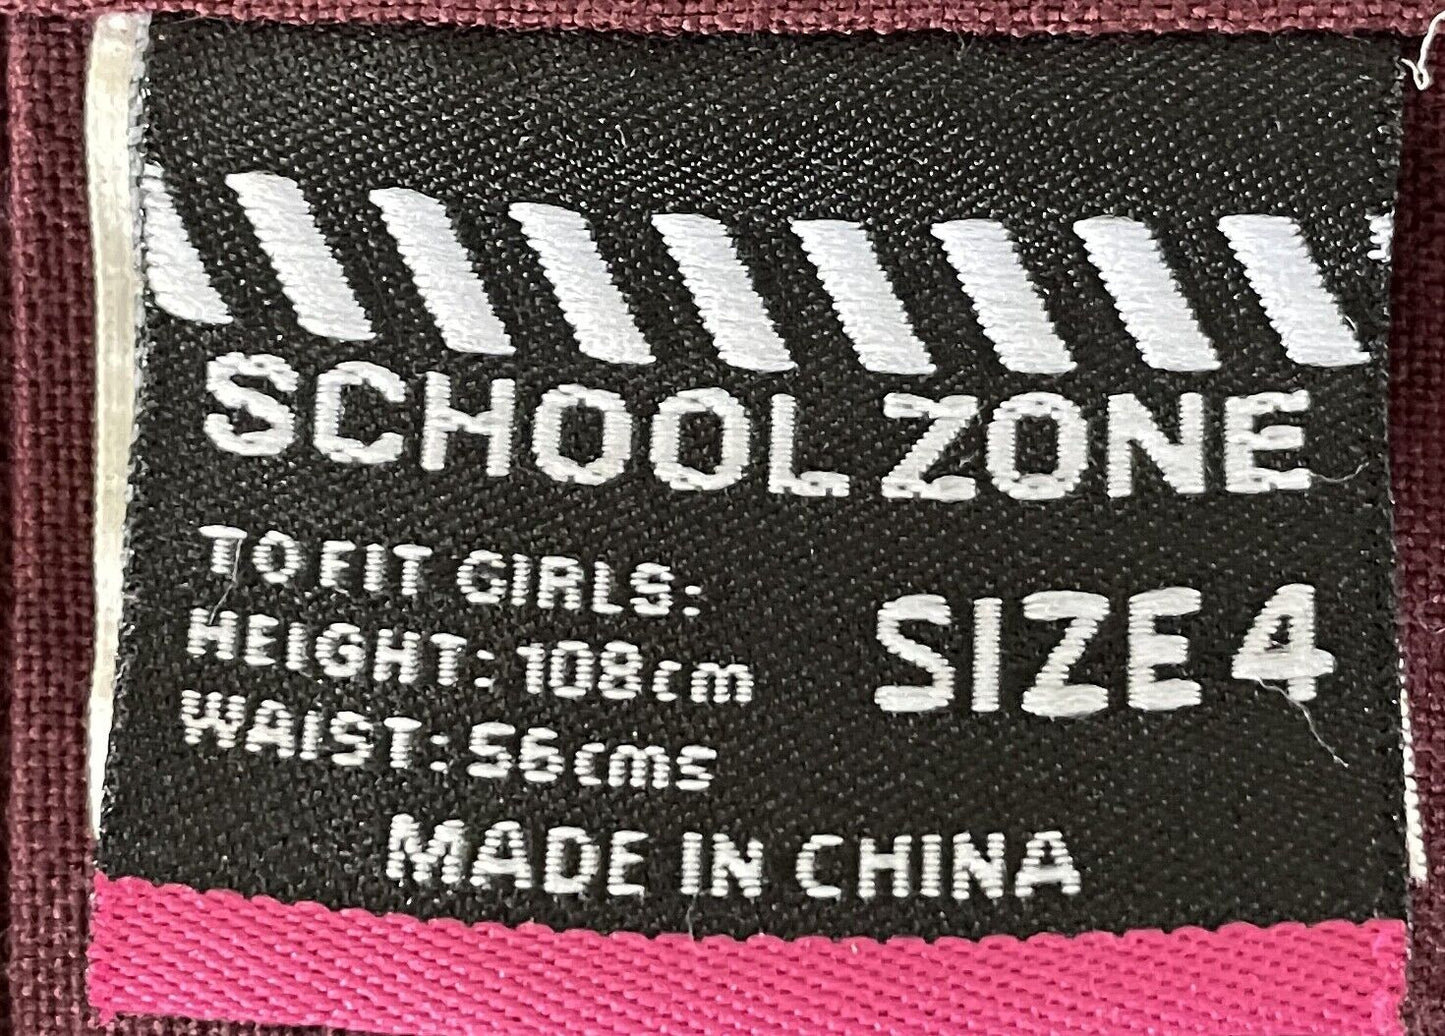 SCHOOL ZONE
TO FIT GIRLS:
HEIGHT: 108cm
WAIST: 56cms
SIZE 4
MADE IN CHINA